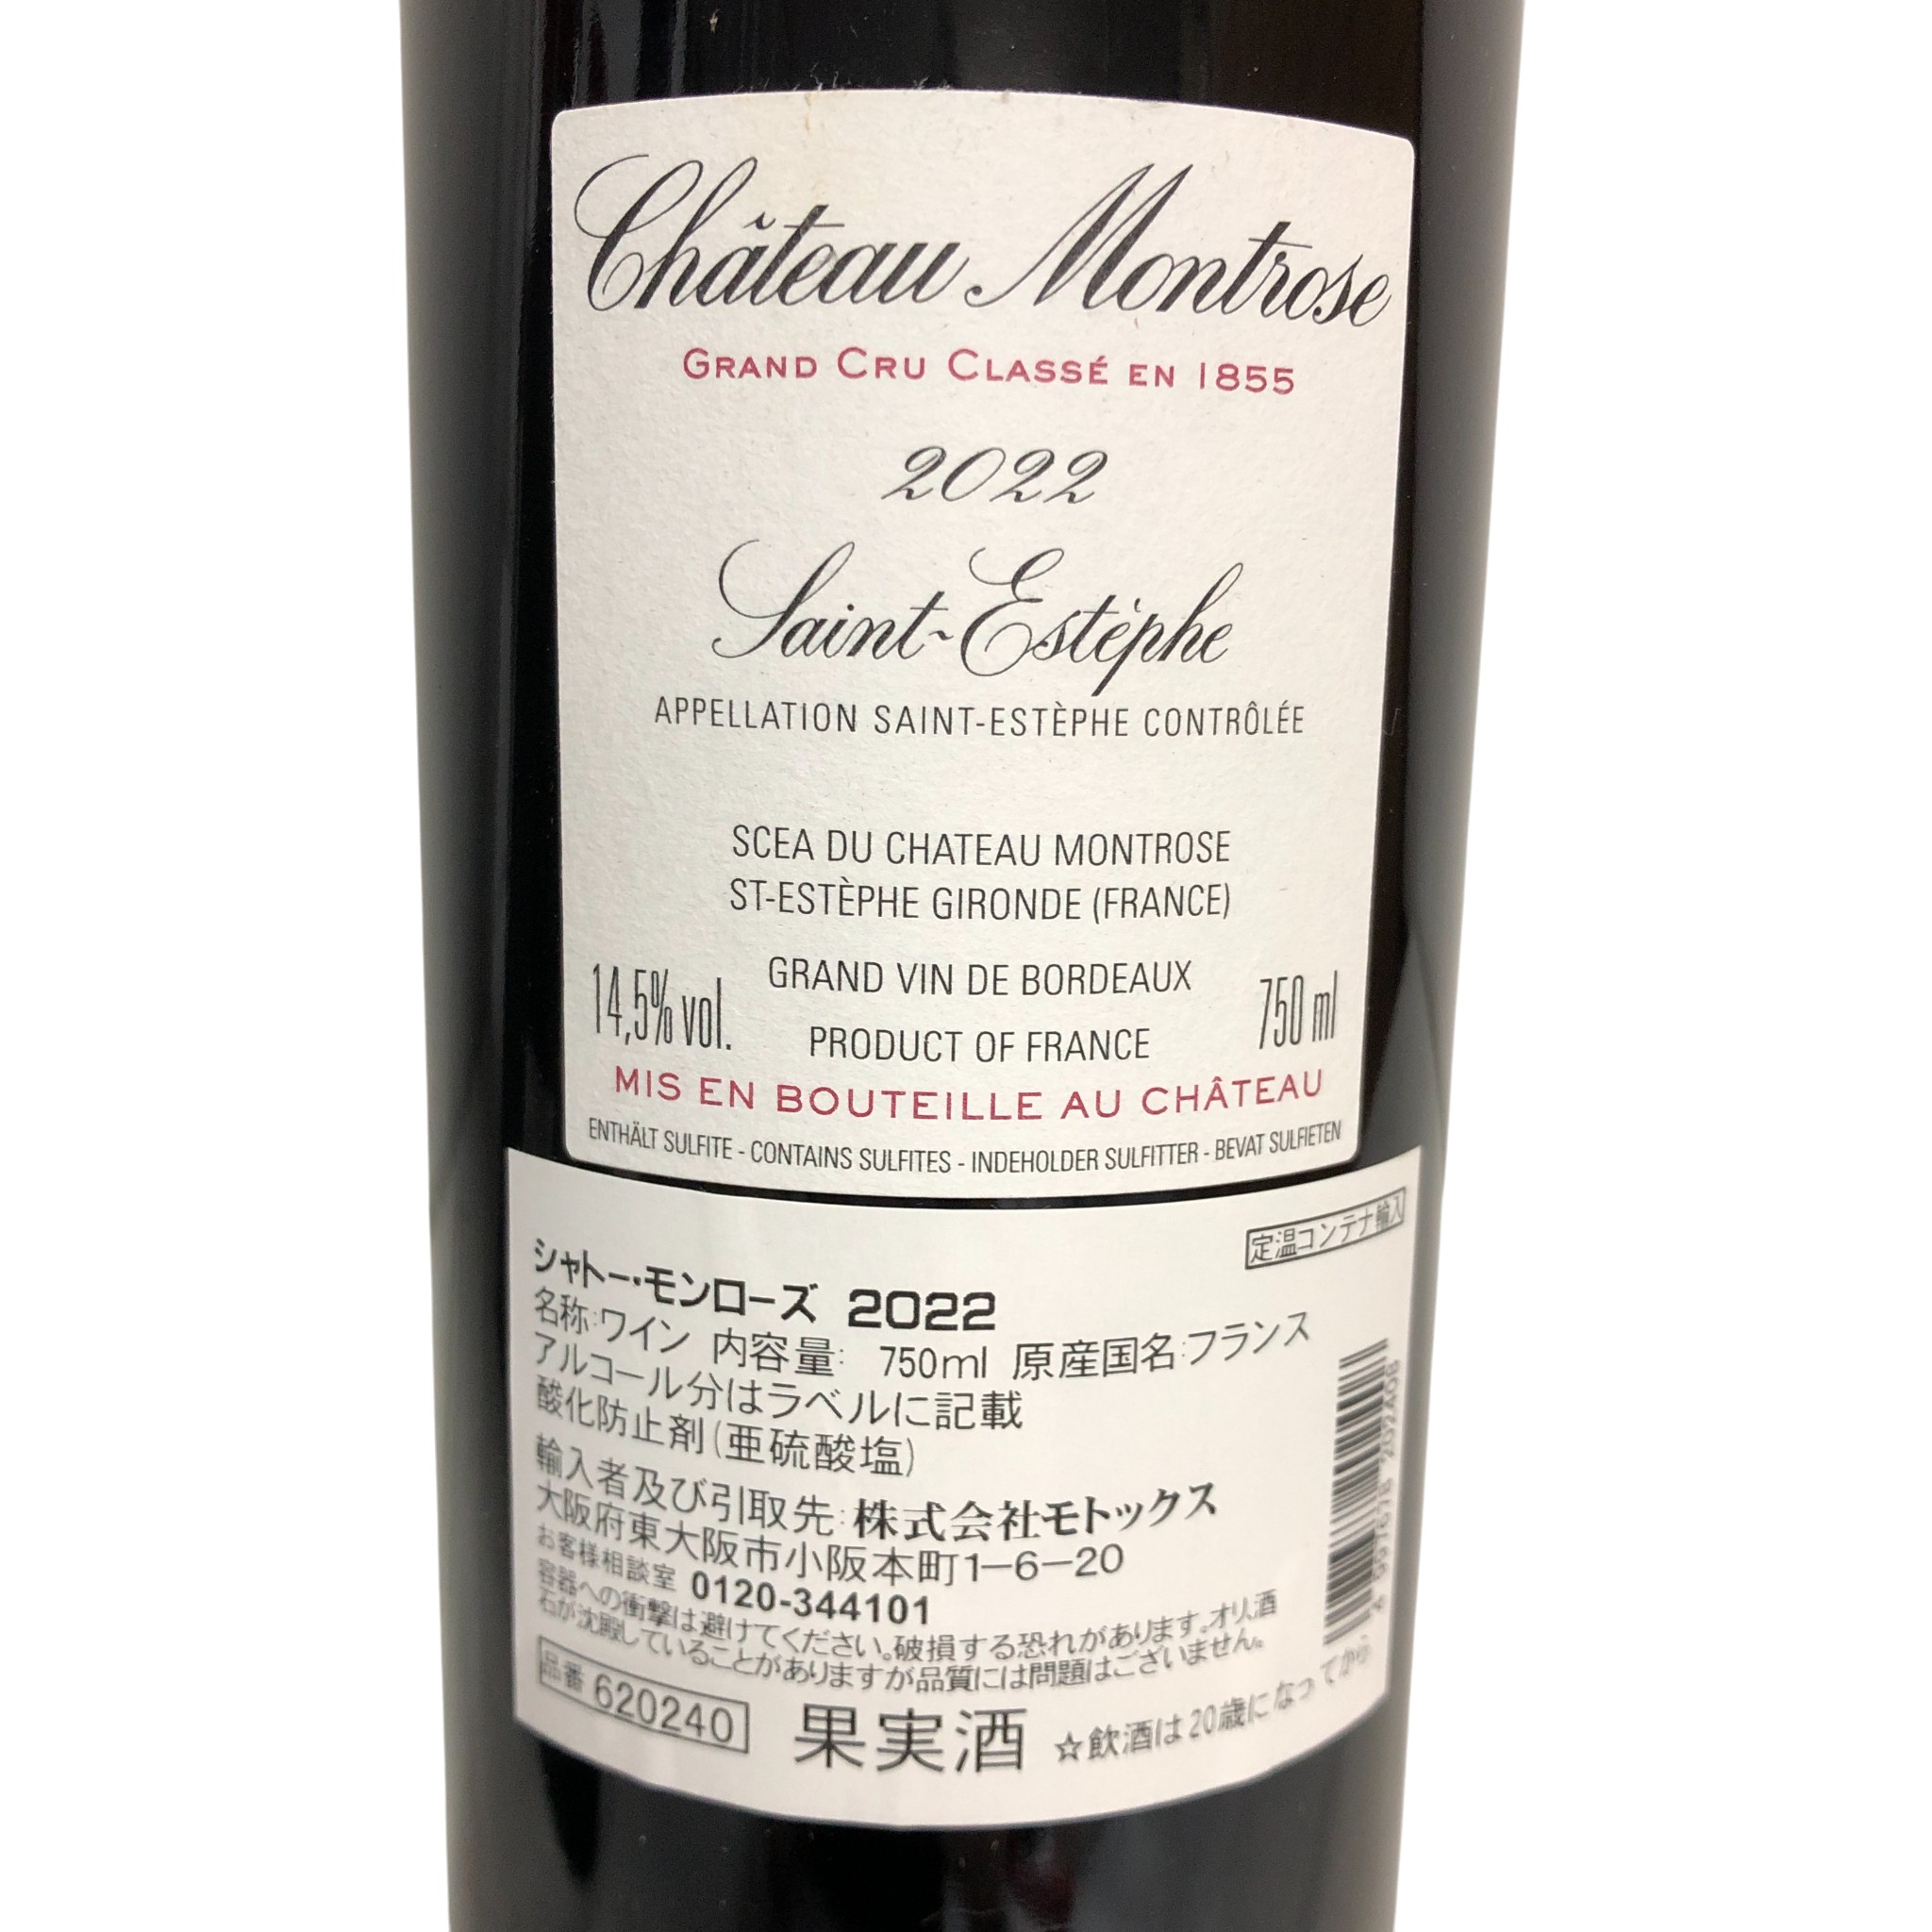 Château Montrose
GRAND CRU CLASSÉ EN 1855
2022
Saint-Estèphe
APPELLATION SAINT-ESTÈPHE CONTRÔLÉE
SCEA DU CHATEAU MONTROSE
ST-ESTÈPHE GIRONDE (FRANCE)
GRAND VIN DE BORDEAUX
14,5% vol.
750 ml
PRODUCT OF FRANCE
MIS EN BOUTEILLE AU CHÂTEAU
ENTHÄLT SULFITE - CONTAINS SULFITES - INDEHOLDER SULFITTER - BEVAT SULFIETEN
定温コンテナ輸入
シャトー・モンローズ 2022
名称:ワイン 内容量: 750ml 原産国名:フランス
アルコール分はラベルに記載
酸化防止剤(亜硫酸塩)
輸入者及び引取先:株式会社モトックス
大阪府東大阪市小阪本町1-6-20
お客様相談室 0120-344101
容器への衝撃は避けてください。破損する恐れがあります。オリ、酒
石が沈殿していることがありますが品質には問題はございません。
品番 620240
果実酒
☆飲酒は20歳になってから